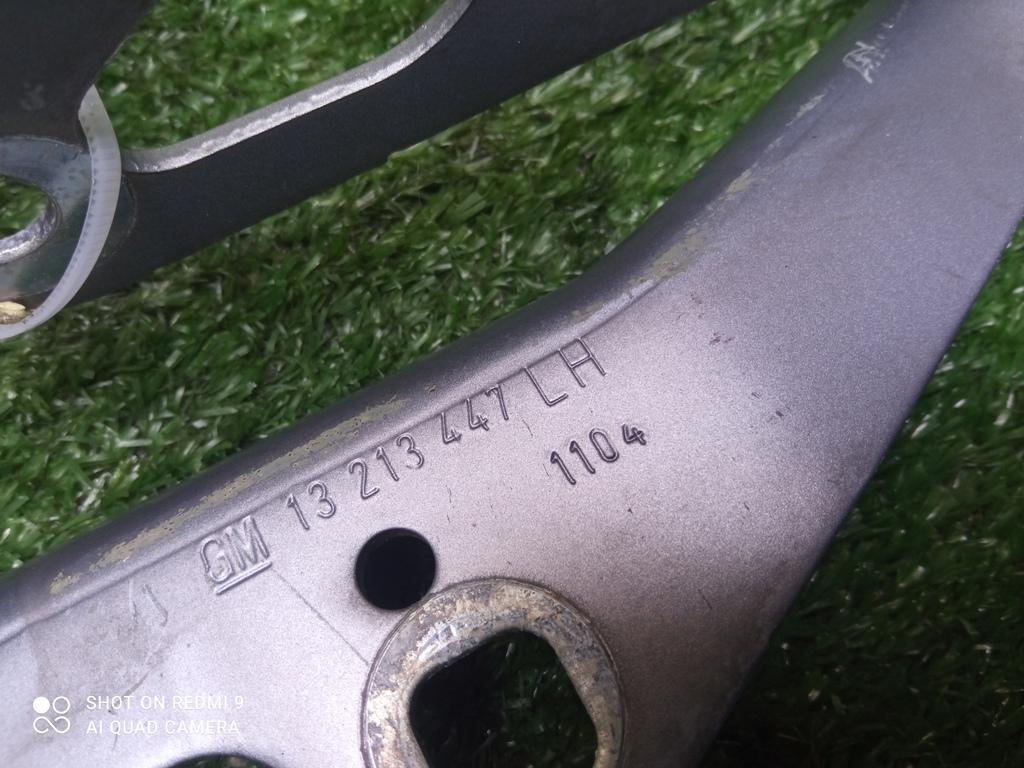 GM 13 213 447 LH
1104
SHOT ON REDMI 9
AI QUAD CAMERA